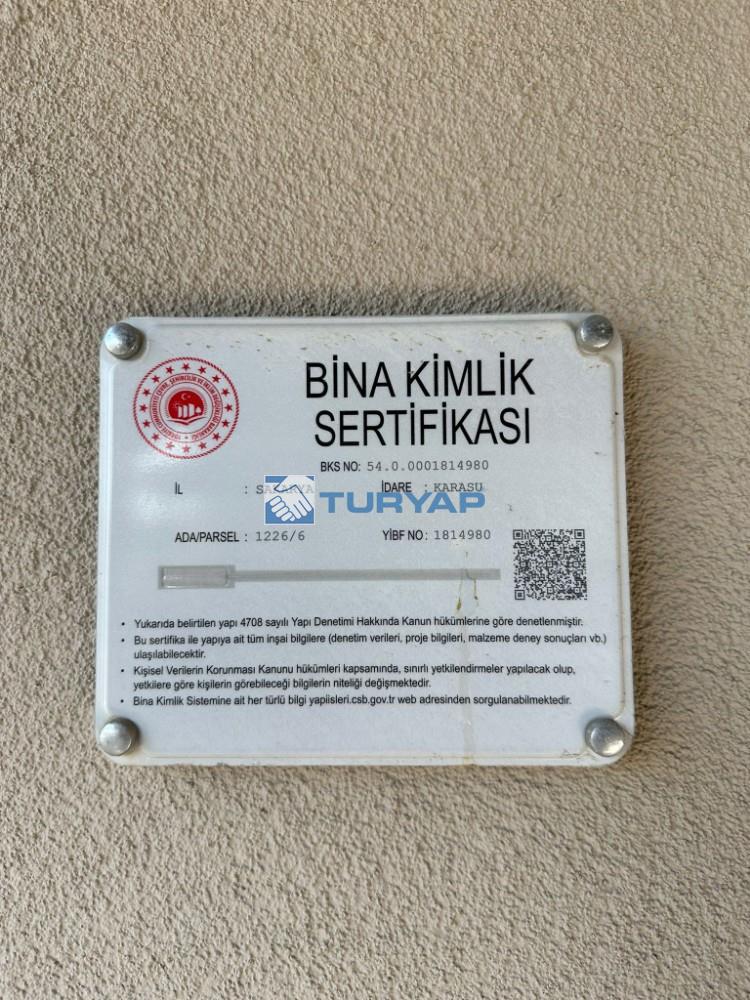 BİNA KİMLİK
SERTİFİKASI
BKS NO: 54.0.0001814980
İL : SAKARYA İDARE : KARASU
TURYAP
ADA/PARSEL : 1226/6 YİBF NO: 1814980
• Yukarıda belirtilen yapı 4708 sayılı Yapı Denetimi Hakkında Kanun hükümlerine göre denetlenmiştir.
• Bu sertifika ile yapıya ait tüm inşai bilgilere (denetim verileri, proje bilgileri, malzeme deney sonuçları vb.)
ulaşılabilecektir.
• Kişisel Verilerin Korunması Kanunu hükümleri kapsamında, sınırlı yetkilendirmeler yapılacak olup,
yetkilere göre kişilerin görebileceği bilgilerin niteliği değişmektedir.
• Bina Kimlik Sistemine ait her türlü bilgi yapiisleri.csb.gov.tr web adresinden sorgulanabilmektedir.